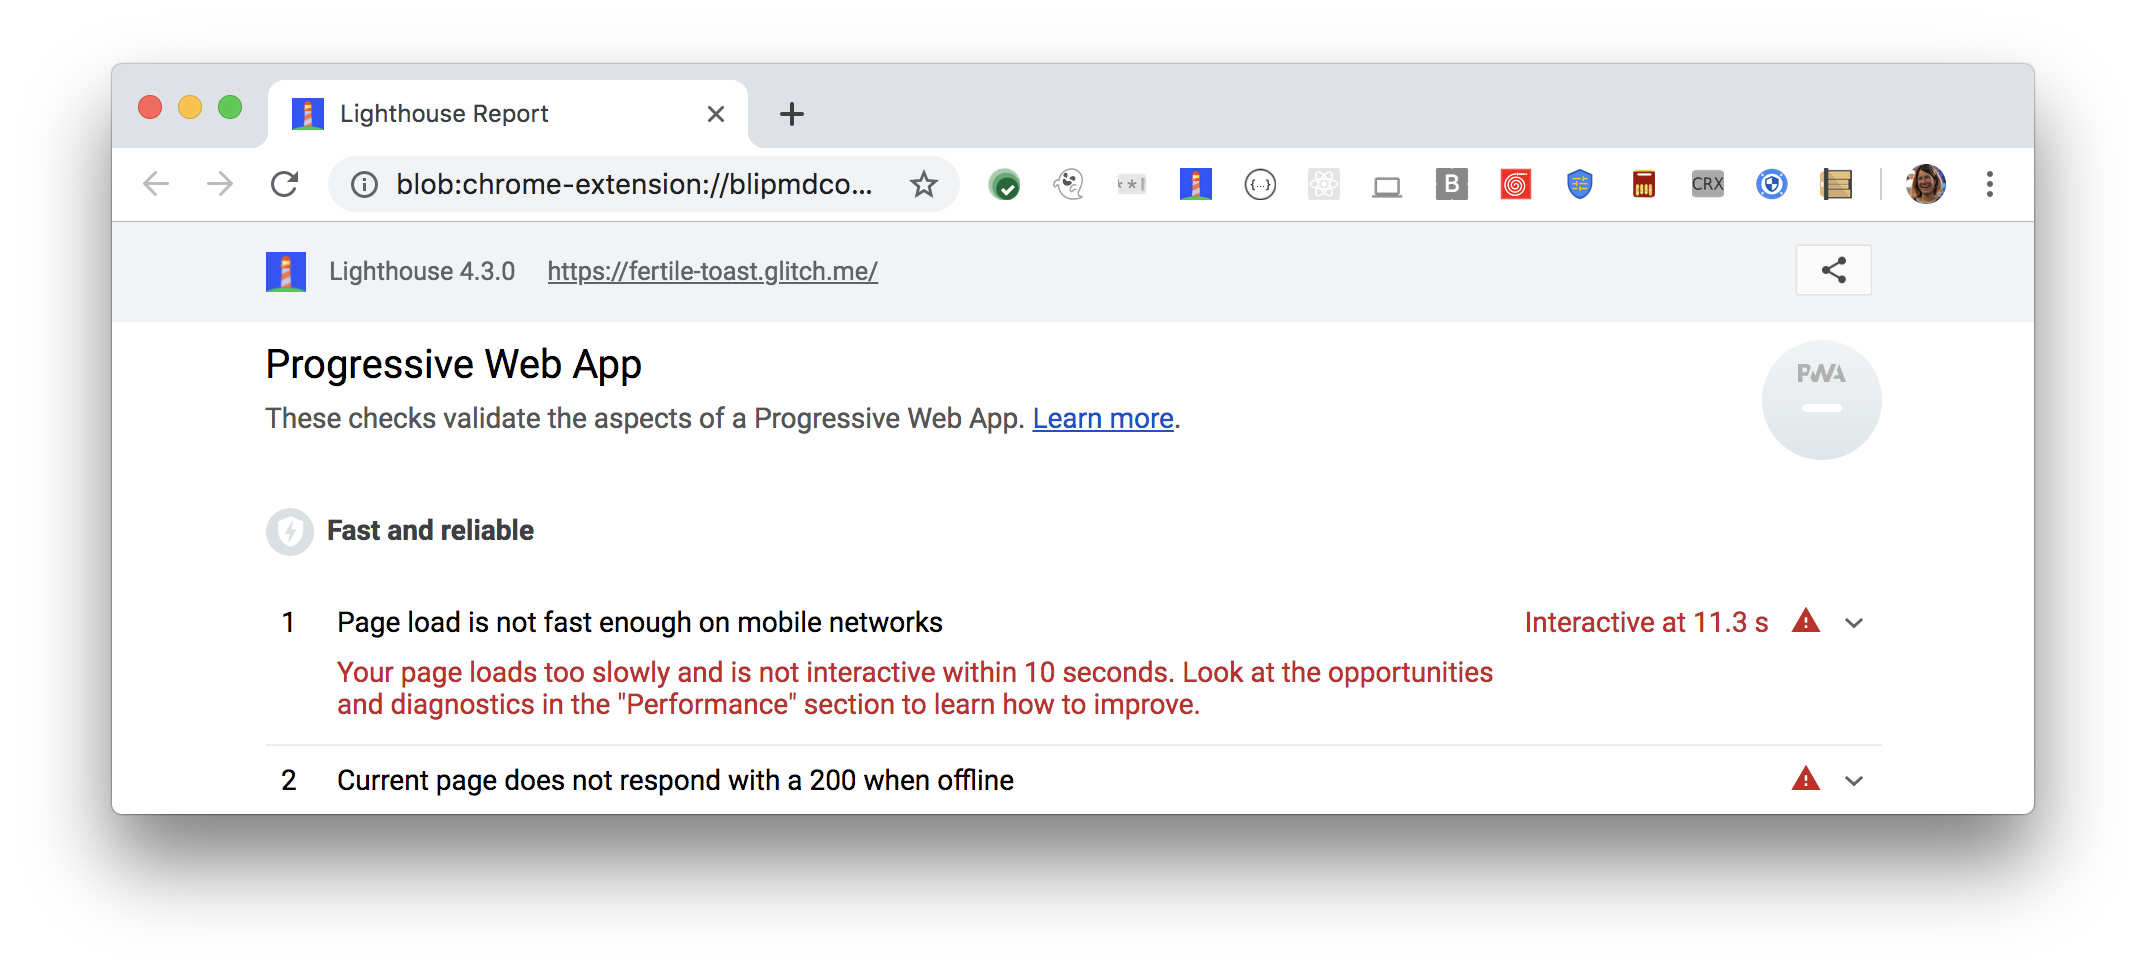 Lighthouse Report
blob:chrome-extension://blipmdco...
{...}
B
CRX
Lighthouse 4.3.0 https://fertile-toast.glitch.me/
Progressive Web App
PWA
These checks validate the aspects of a Progressive Web App. Learn more.
Fast and reliable
1 Page load is not fast enough on mobile networks Interactive at 11.3 s
Your page loads too slowly and is not interactive within 10 seconds. Look at the opportunities
and diagnostics in the "Performance" section to learn how to improve.
2 Current page does not respond with a 200 when offline